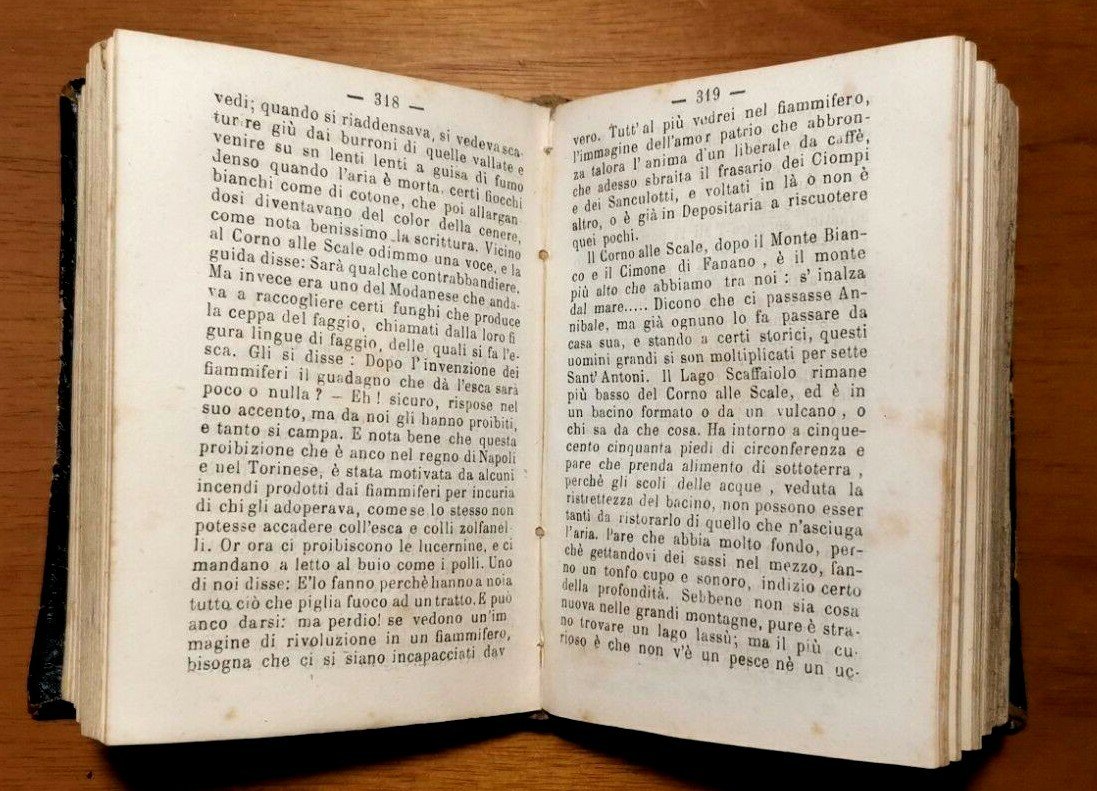 — 318 —
vedi; quando si riaddensava, si vedeva sca-
turire giù dai burroni di quelle vallate e
venire su sn lenti lenti a guisa di fumo
denso quando l'aria è morta, certi fiocchi
bianchi come di cotone, che poi allargan
dosi diventavano del color della cenere,
come nota benissimo la scrittura. Vicino
al Corno alle Scale odimmo una voce, e la
guida disse: Sarà qualche contrabbandiere.
Ma invece era uno del Modanese che anda-
va a raccogliere certi funghi che produce
la ceppa del faggio, chiamati dalla loro fi
gura lingue di faggio, delle quali si fa l'e-
sca. Gli si disse: Dopo l'invenzione dei
fiammiferi il guadagno che dà l'esca sarà
poco o nulla? — Eh! sicuro, rispose nel
suo accento, ma da noi gli hanno proibiti,
e tanto si campa. E nota bene che questa
proibizione che è anco nel regno di Napoli
e nel Torinese, è stata motivata da alcuni
incendi prodotti dai fiammiferi per incuria
di chi gli adoperava, come se lo stesso non
potesse accadere coll'esca e colli zolfanel-
li. Or ora ci proibiscono le lucernine, e ci
mandano a letto al buio come i polli. Uno
di noi disse: E'lo fanno perchè hanno a noia
tutto ciò che piglia fuoco ad un tratto. E può
anco darsi: ma perdio! se vedono un'im
magine di rivoluzione in un fiammifero,
bisogna che ci si siano incapacciati dav
— 319 —
vero. Tutt'al più vedrei nel fiammifero,
l'immagine dell'amor patrio che abbron-
za talora l'anima d'un liberale da caffè,
che adesso sbraita il frasario dei Ciompi
e dei Sanculotti, e voltati in là o non è
altro, o è già in Depositaria a riscuotere
quei pochi.
Il Corno alle Scale, dopo il Monte Bian-
co e il Cimone di Fanano, è il monte
più alto che abbiamo tra noi: s'inalza
dal mare..... Dicono che ci passasse An-
nibale, ma già ognuno lo fa passare da
casa sua, e stando a certi storici, questi
uomini grandi si son moltiplicati per sette
Sant'Antoni. Il Lago Scaffaiolo rimane
più basso del Corno alle Scale, ed è in
un bacino formato o da un vulcano, o
chi sa da che cosa. Ha intorno a cinque-
cento cinquanta piedi di circonferenza e
pare che prenda alimento di sottoterra,
perchè gli scoli delle acque, veduta la
ristrettezza del bacino, non possono esser
tanti da ristorarlo di quello che n'asciuga
l'aria. Pare che abbia molto fondo, per-
chè gettandovi dei sassi nel mezzo, fan-
no un tonfo cupo e sonoro, indizio certo
della profondità. Sebbene non sia cosa
nuova nelle grandi montagne, pure è stra-
no trovare un lago lassù; ma il più cu-
rioso è che non v'è un pesce nè un uc-